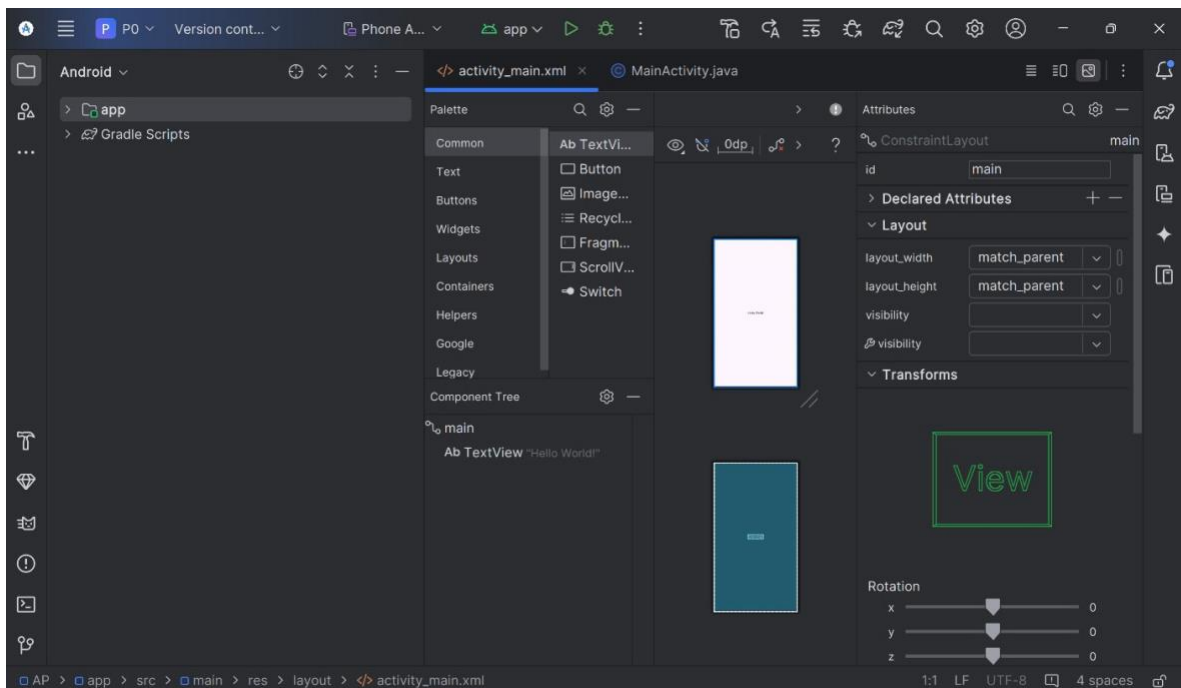 P P0 Version cont... Phone A... app
Android
activity_main.xml
MainActivity.java
app
Gradle Scripts
Palette
Common
Text
Buttons
Widgets
Layouts
Containers
Helpers
Google
Legacy
Ab TextVi...
Button
Image...
Recycl...
Fragm...
ScrollV...
Switch
Component Tree
main
Ab TextView "Hello World!"
0dp
?
Attributes
ConstraintLayout main
id main
Declared Attributes
Layout
layout_width match_parent
layout_height match_parent
visibility
visibility
Transforms
View
Rotation
x 0
y 0
z 0
AP > app > src > main > res > layout > activity_main.xml
1:1 LF UTF-8 4 spaces